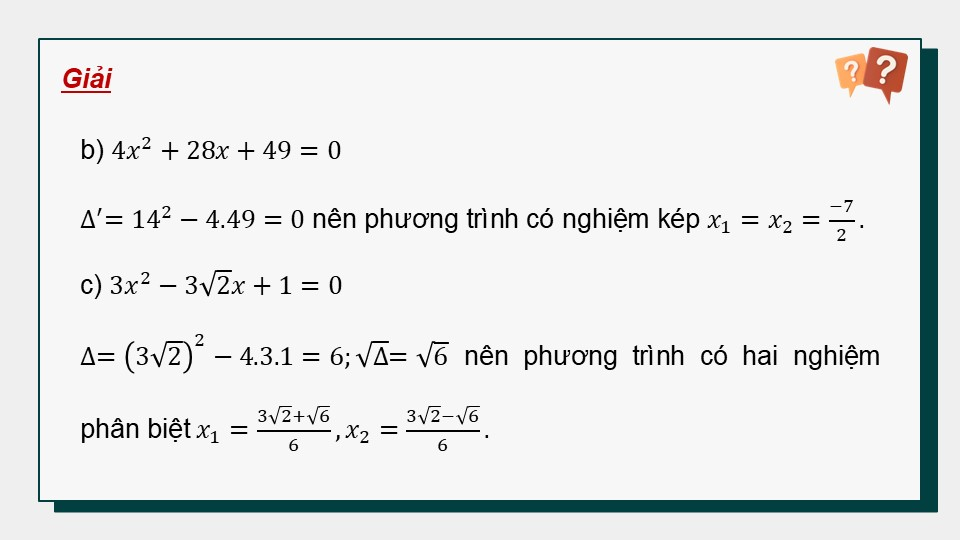 Giải
b) 4𝑥² + 28𝑥 + 49 = 0
Δ′= 14² − 4.49 = 0 nên phương trình có nghiệm kép 𝑥₁ = 𝑥₂ = −7/2.
c) 3𝑥² − 3√2𝑥 + 1 = 0
Δ= (3√2)² − 4.3.1 = 6; √Δ= √6 nên phương trình có hai nghiệm
phân biệt 𝑥₁ = (3√2+√6)/6, 𝑥₂ = (3√2−√6)/6.